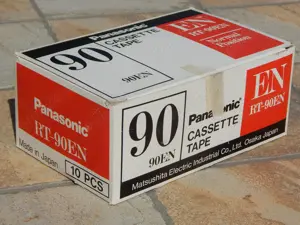 90
90EN
CASSETTE
TAPE
Panasonic
EN
RT-90EN
Normal
Position
Panasonic
RT-90EN
Made in Japan
10 PCS
90
90EN
Panasonic
CASSETTE
TAPE
EN
RT-90EN
Matsushita Electric Industrial Co., Ltd. Osaka Japan